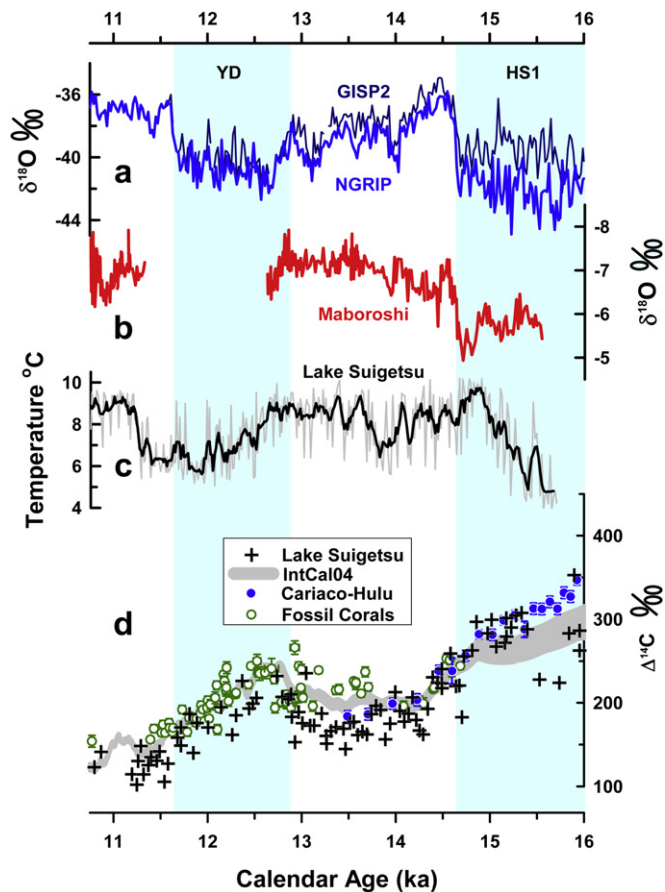 11 12 13 14 15 16
YD HS1
-36
-40
-44
δ¹⁸O ‰
GISP2
NGRIP
a
-8
-7
-6
-5
δ¹⁸O ‰
Maboroshi
b
Lake Suigetsu
10
8
6
4
Temperature °C
c
400
300
200
100
Δ¹⁴C ‰
Lake Suigetsu
IntCal04
Cariaco-Hulu
Fossil Corals
d
11 12 13 14 15 16
Calendar Age (ka)